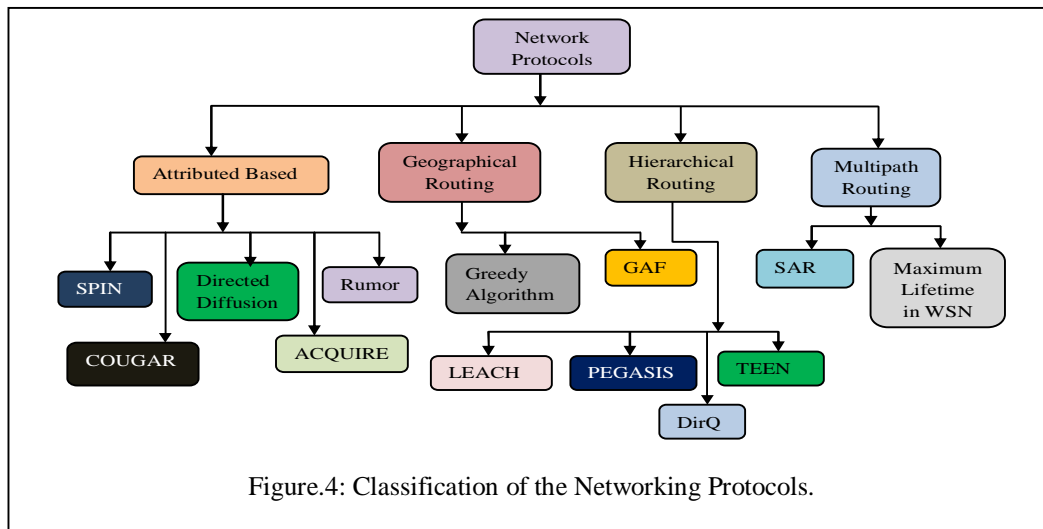 Network
Protocols
Attributed Based
Geographical
Routing
Hierarchical
Routing
Multipath
Routing
SPIN
Directed
Diffusion
Rumor
COUGAR
ACQUIRE
Greedy
Algorithm
GAF
SAR
Maximum
Lifetime
in WSN
LEACH
PEGASIS
TEEN
DirQ
Figure.4: Classification of the Networking Protocols.